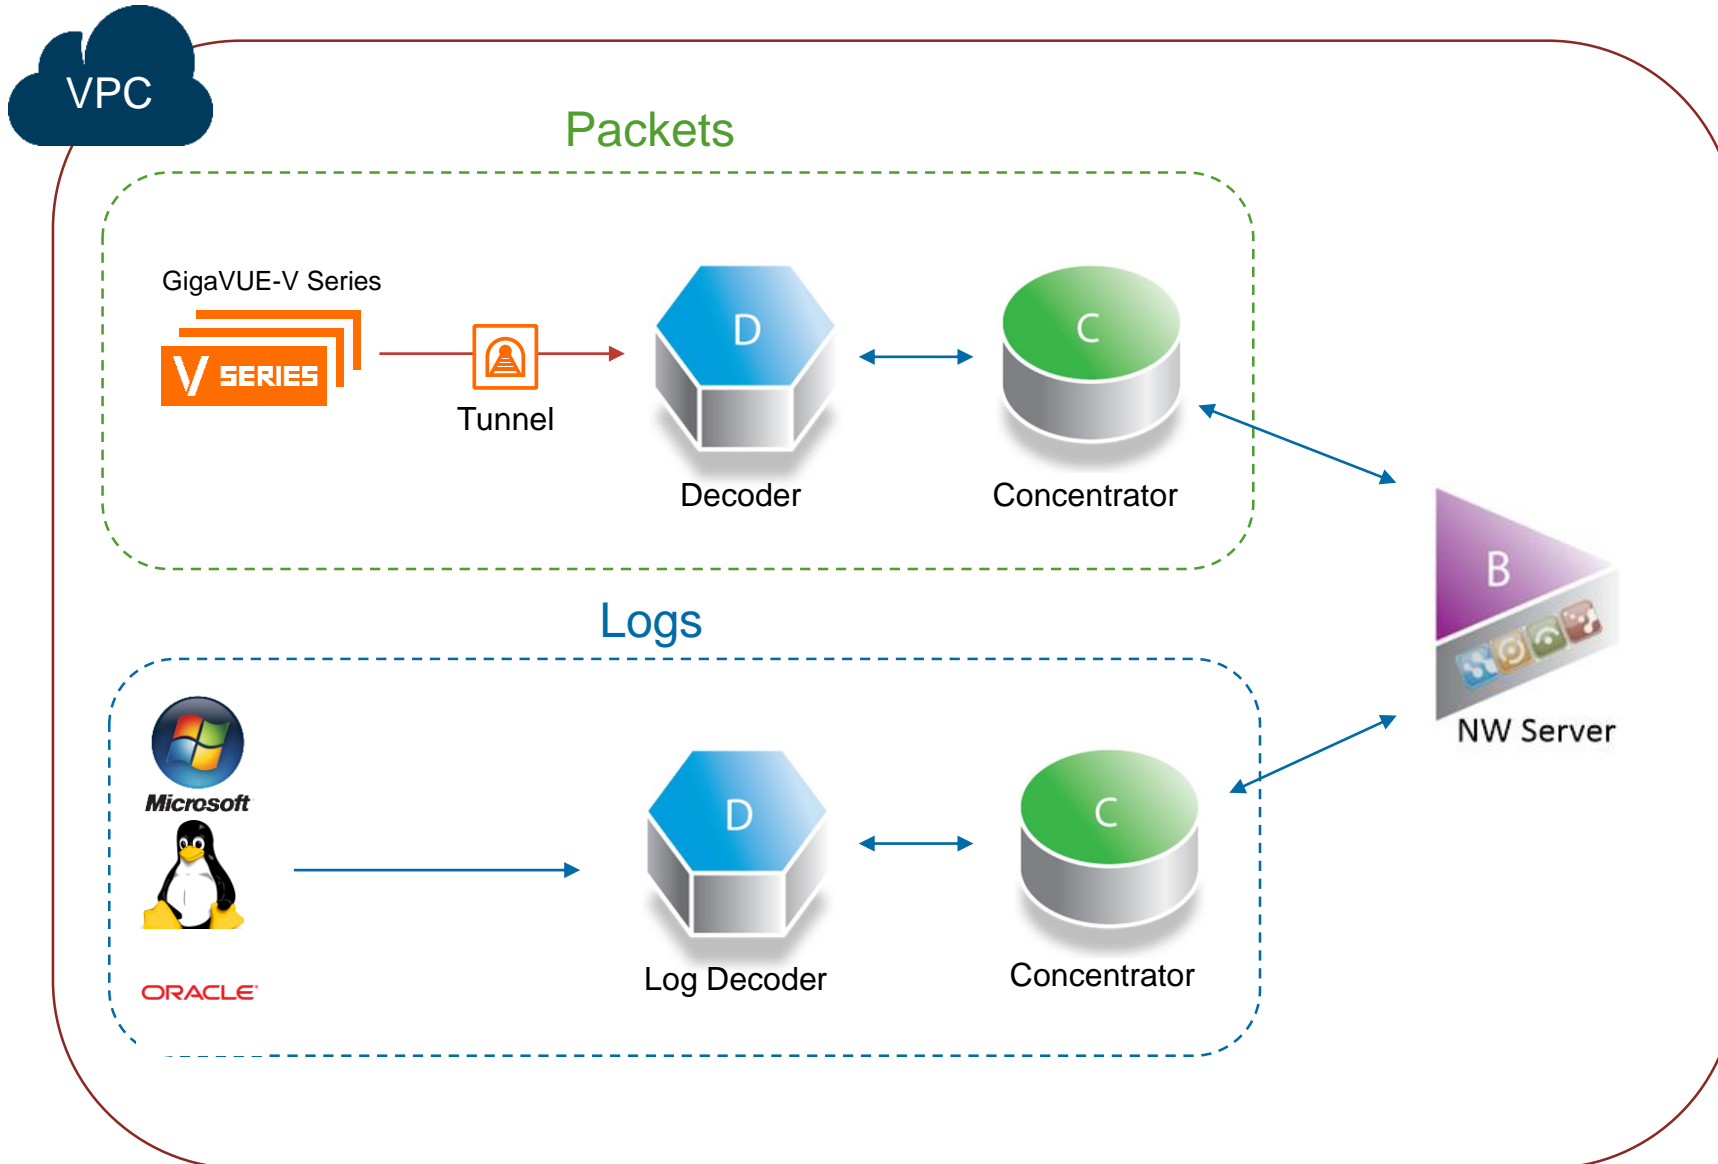 VPC
Packets
GigaVUE-V Series
V SERIES
Tunnel
D
Decoder
C
Concentrator
B
NW Server
Logs
Microsoft
ORACLE
D
Log Decoder
C
Concentrator